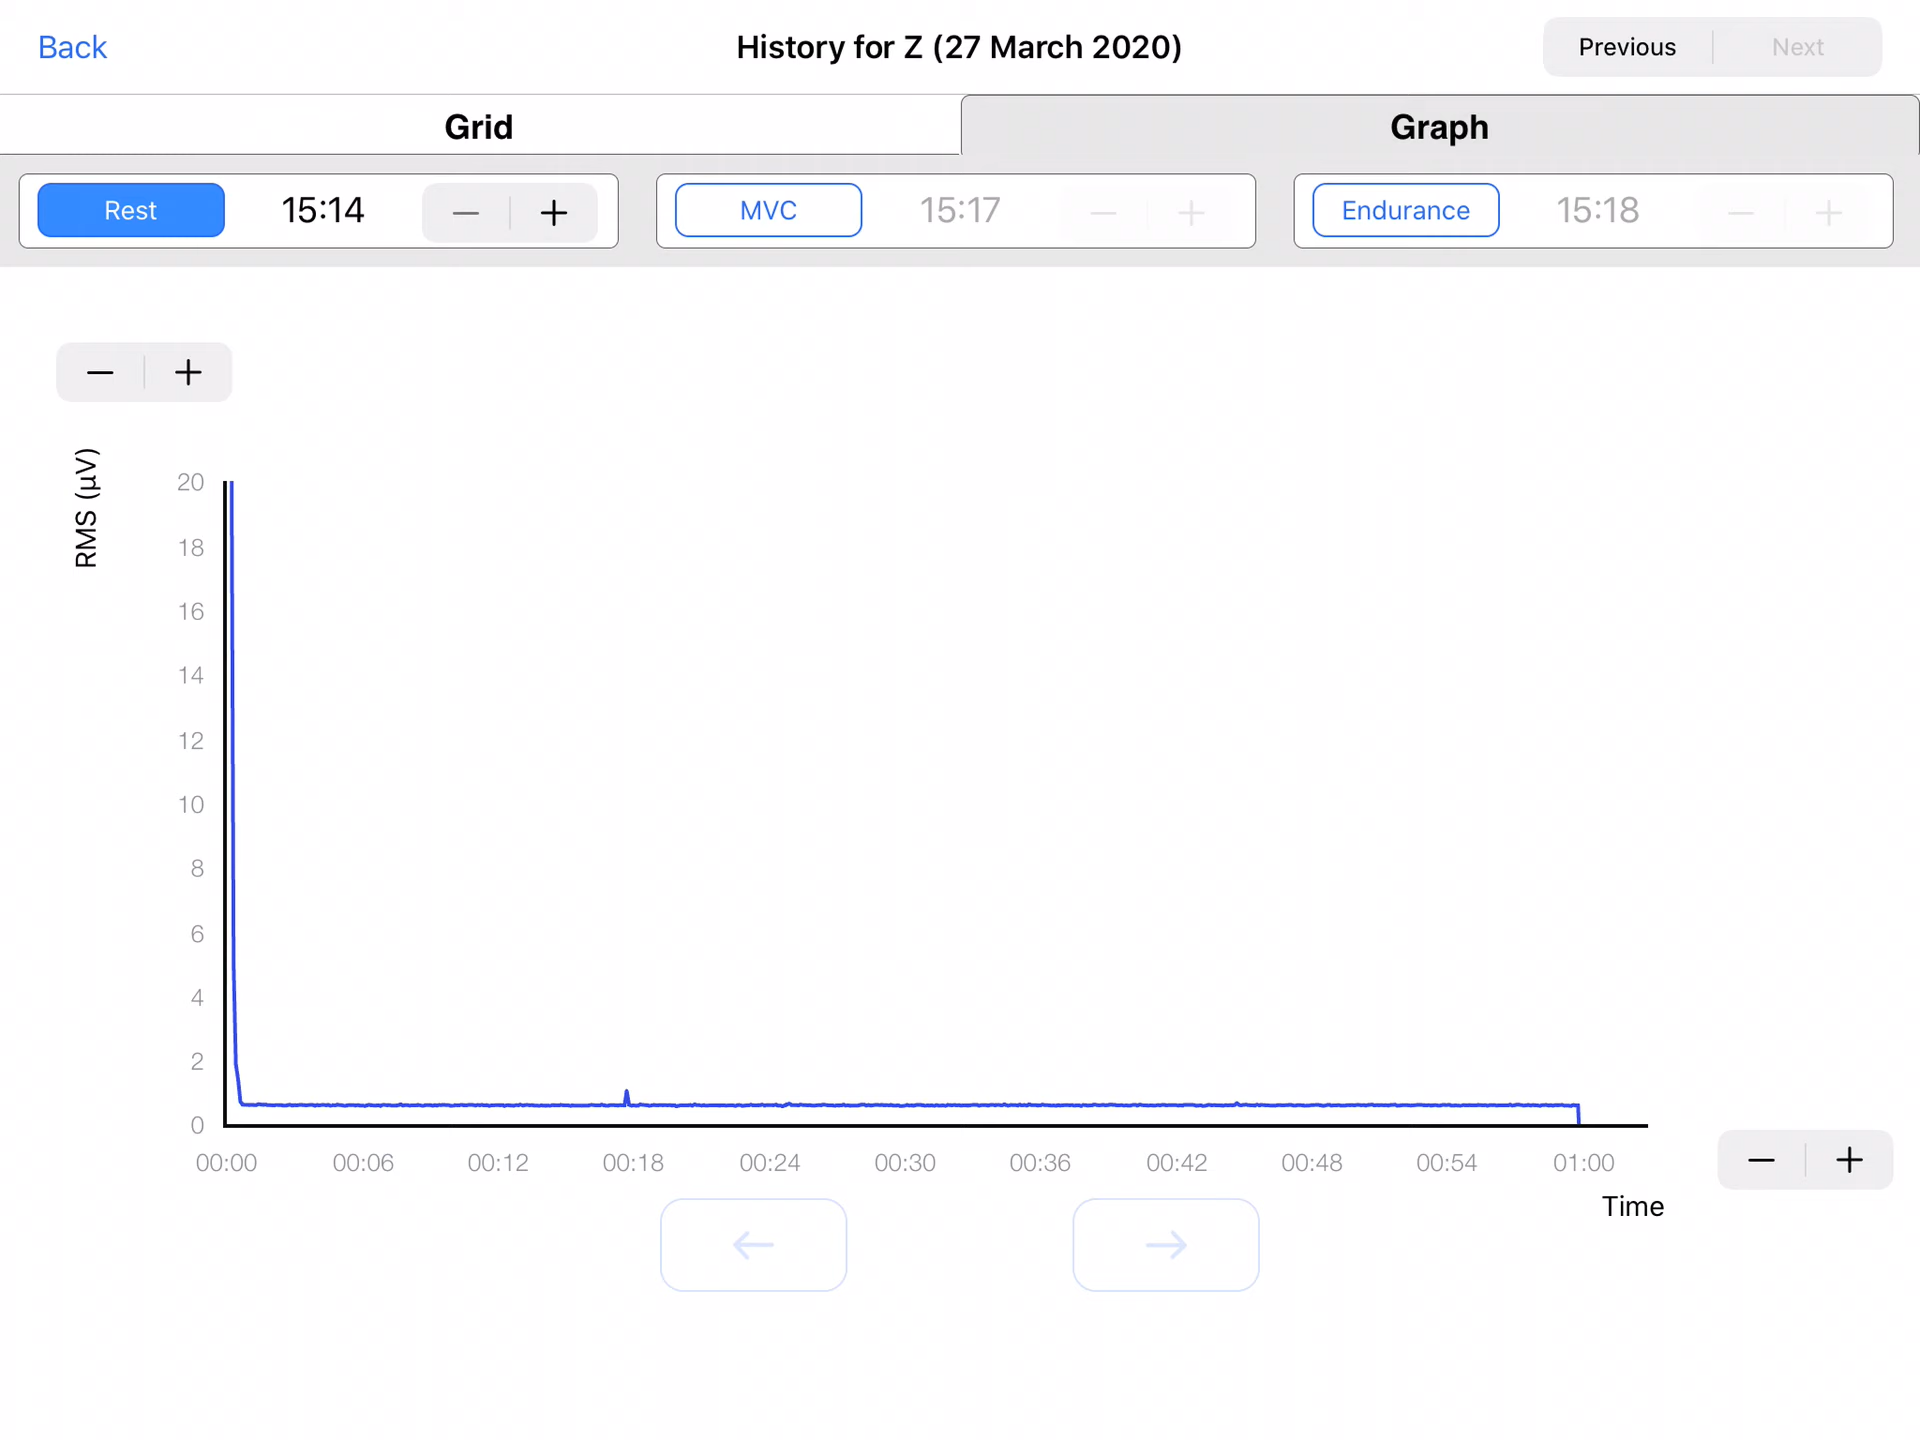 Back
History for Z (27 March 2020)
Previous
Next
Grid
Graph
Rest
15:14
MVC
15:17
Endurance
15:18
RMS (µV)
20
18
16
14
12
10
8
6
4
2
0
00:00
00:06
00:12
00:18
00:24
00:30
00:36
00:42
00:48
00:54
01:00
Time